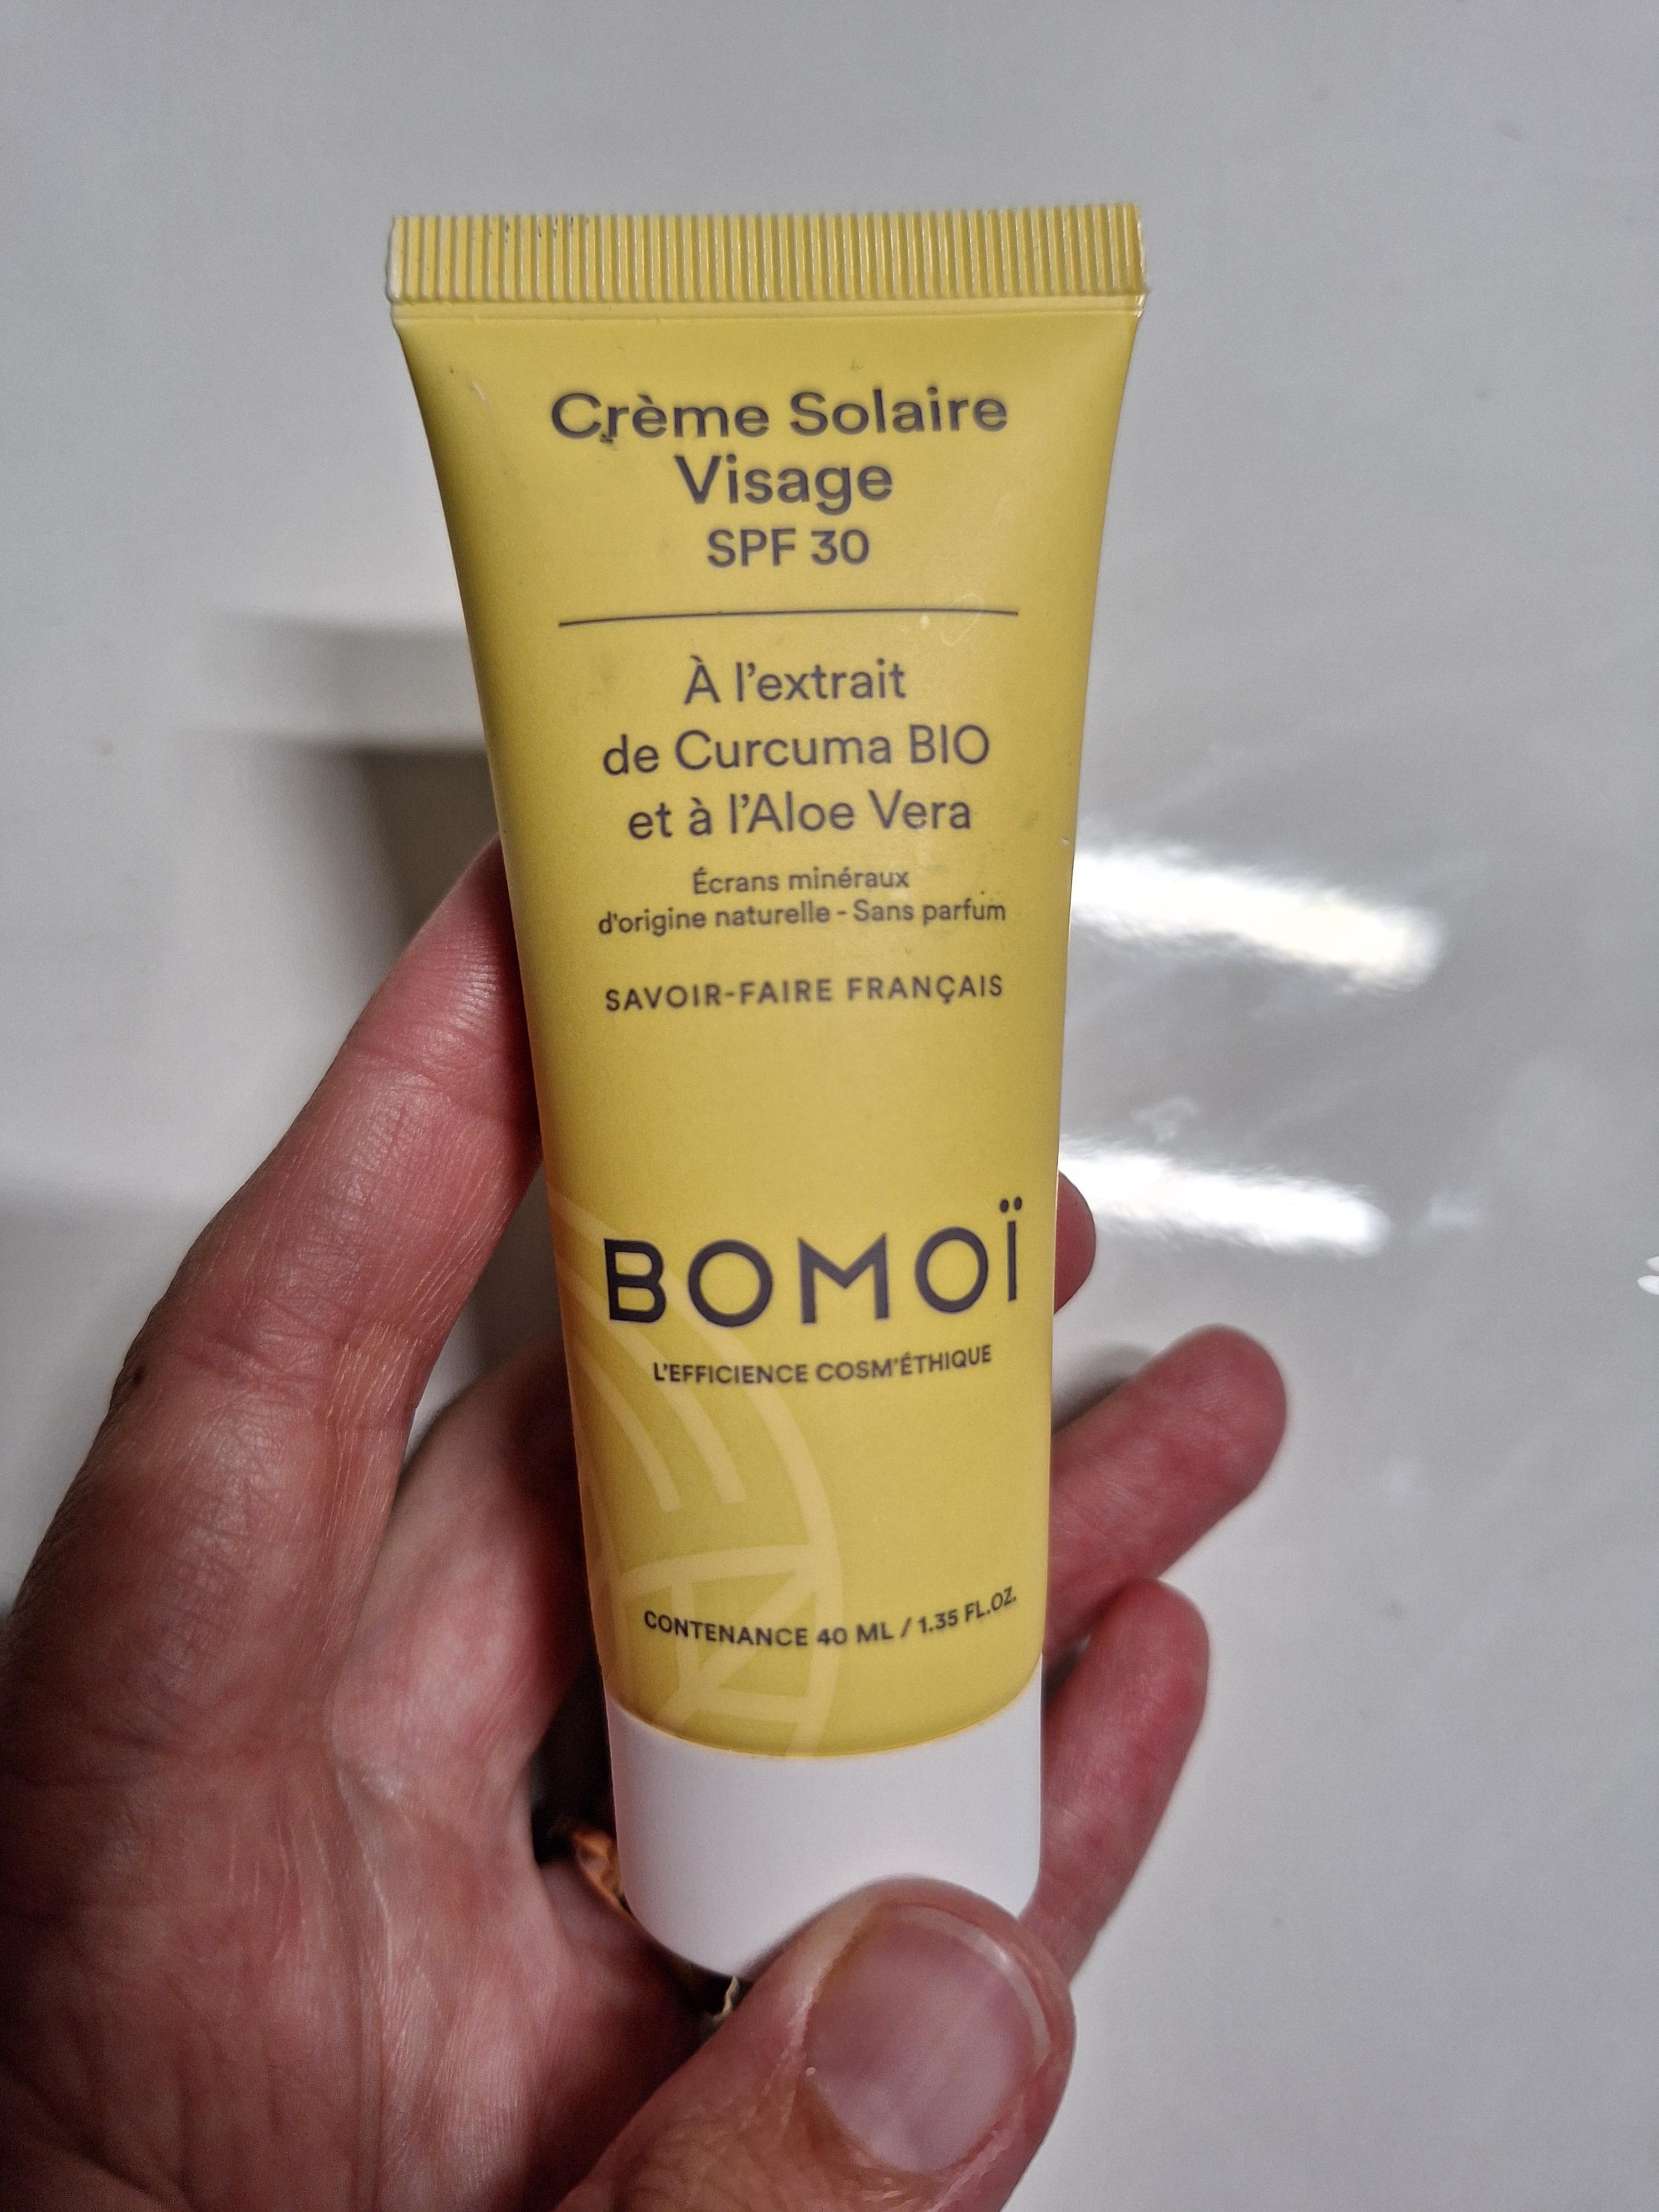 Crème Solaire
Visage
SPF 30
À l'extrait
de Curcuma BIO
et à l'Aloe Vera
Écrans minéraux
d'origine naturelle - Sans parfum
SAVOIR-FAIRE FRANÇAIS
BOMOÏ
L'EFFICIENCE COSM'ÉTHIQUE
CONTENANCE 40 ML / 1.35 FL.OZ.